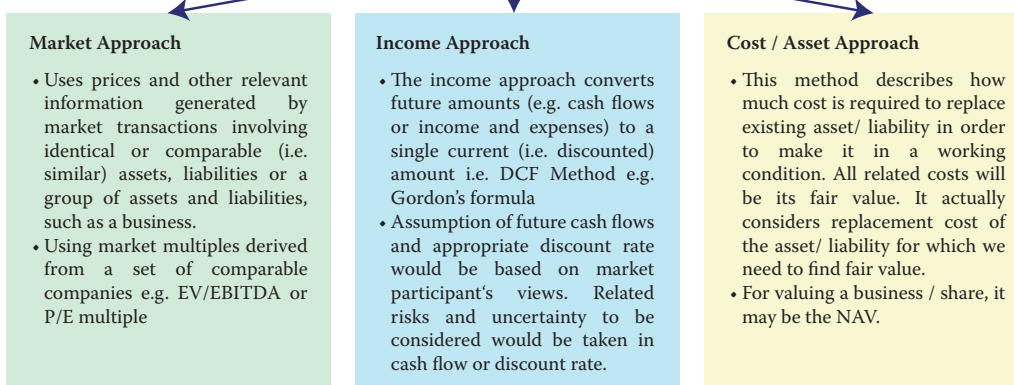 Market Approach
• Uses prices and other relevant
information generated by
market transactions involving
identical or comparable (i.e.
similar) assets, liabilities or a
group of assets and liabilities,
such as a business.
• Using market multiples derived
from a set of comparable
companies e.g. EV/EBITDA or
P/E multiple
Income Approach
• The income approach converts
future amounts (e.g. cash flows
or income and expenses) to a
single current (i.e. discounted)
amount i.e. DCF Method e.g.
Gordon's formula
• Assumption of future cash flows
and appropriate discount rate
would be based on market
participant‘s views. Related
risks and uncertainty to be
considered would be taken in
cash flow or discount rate.
Cost / Asset Approach
• This method describes how
much cost is required to replace
existing asset/ liability in order
to make it in a working
condition. All related costs will
be its fair value. It actually
considers replacement cost of
the asset/ liability for which we
need to find fair value.
• For valuing a business / share, it
may be the NAV.